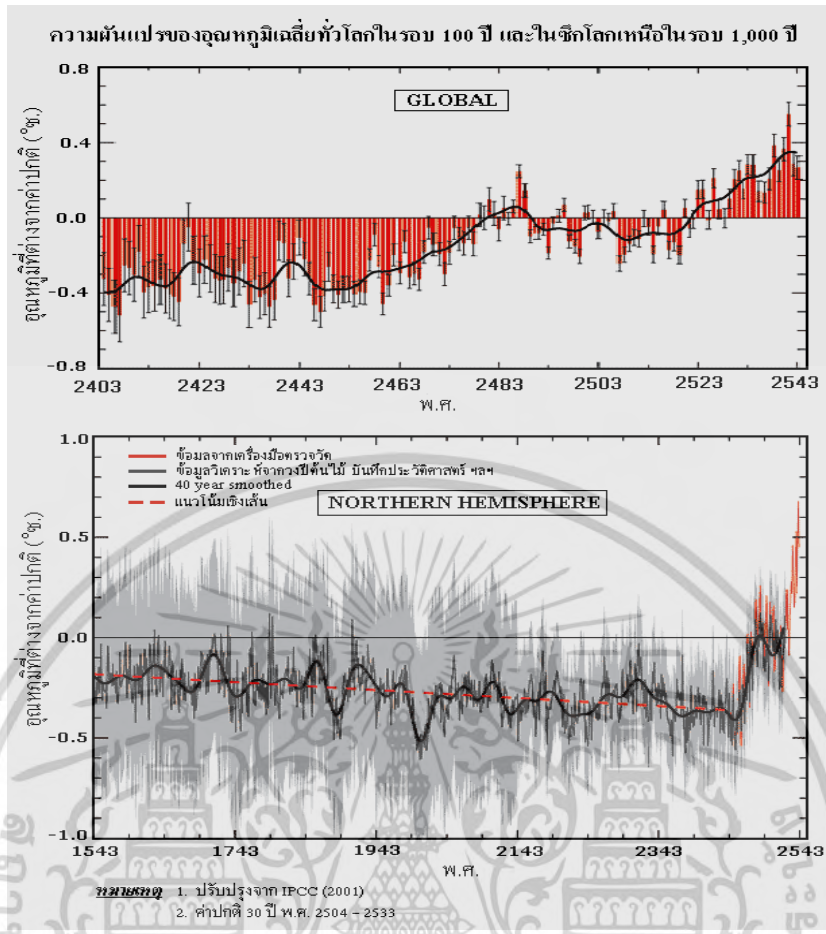 ความผันแปรของอุณหภูมิเฉลี่ยทั่วโลกในรอบ 100 ปี และในซีกโลกเหนือในรอบ 1,000 ปี
GLOBAL
อุณหภูมิที่ต่างจากค่าปกติ (°ซ.)
0.8
0.4
0.0
-0.4
-0.8
2403 2423 2443 2463 2483 2503 2523 2543
พ.ศ.
1.0
0.5
0.0
-0.5
-1.0
อุณหภูมิที่ต่างจากค่าปกติ (°ซ.)
ข้อมูลจากเครื่องมือตรวจวัด
ข้อมูลวิเคราะห์จากวงปีต้นไม้ บันทึกประวัติศาสตร์ ฯลฯ
40 year smoothed
แนวโน้มเชิงเส้น
NORTHERN HEMISPHERE
1543 1743 1943 2143 2343 2543
พ.ศ.
หมายเหตุ 1. ปรับปรุงจาก IPCC (2001)
2. ค่าปกติ 30 ปี พ.ศ. 2504 – 2533